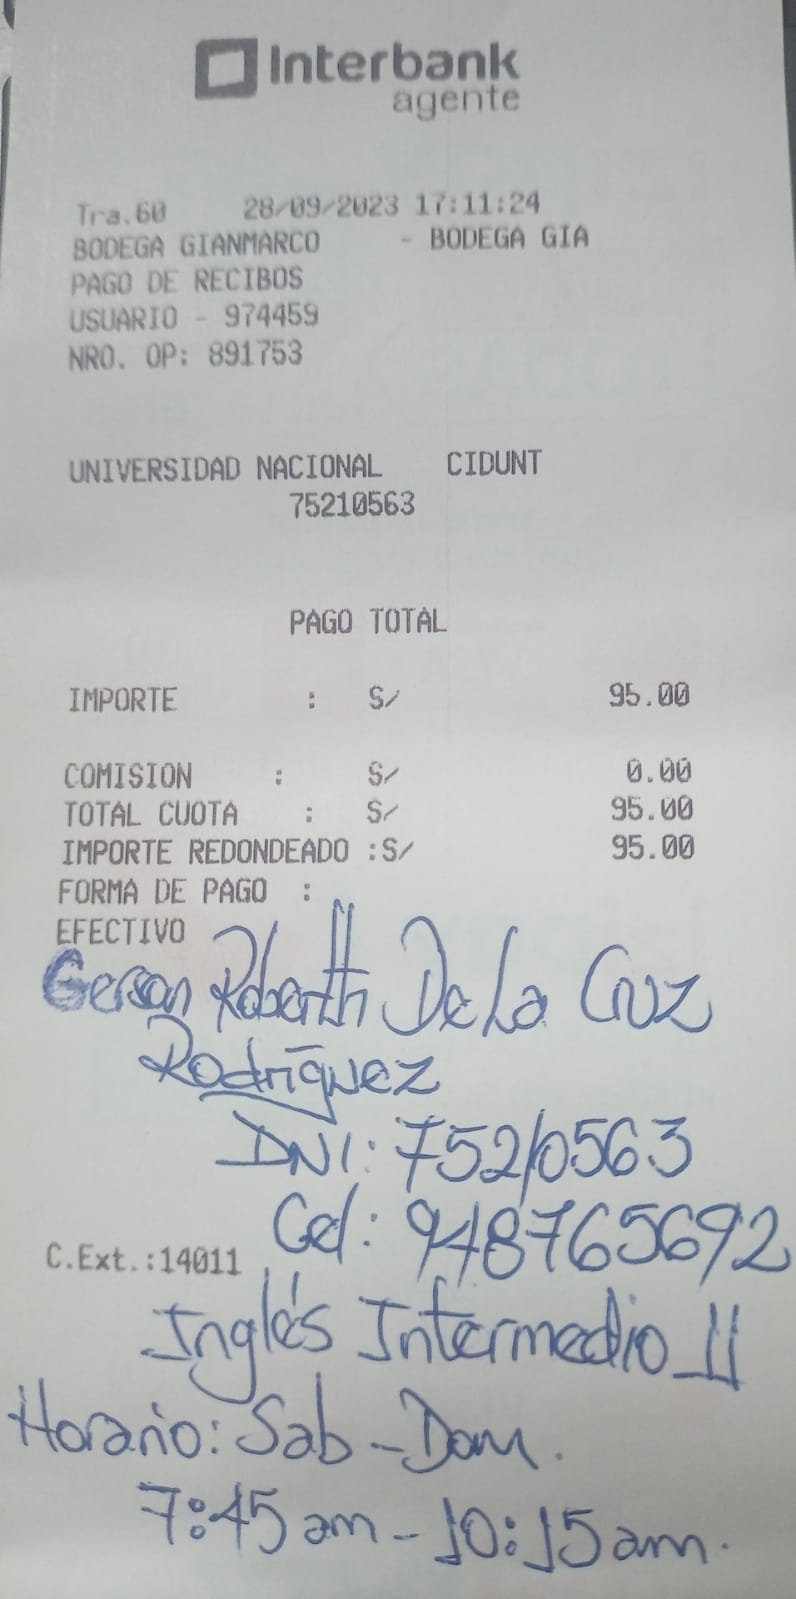 Interbank
agente
Tra.60 28/09/2023 17:11:24
BODEGA GIANMARCO - BODEGA GIA
PAGO DE RECIBOS
USUARIO - 974459
NRO. OP: 891753
UNIVERSIDAD NACIONAL CIDUNT
75210563
PAGO TOTAL
IMPORTE : S/ 95.00
COMISION : S/ 0.00
TOTAL CUOTA : S/ 95.00
IMPORTE REDONDEADO :S/ 95.00
FORMA DE PAGO :
EFECTIVO
Gerson Roberth De La Cruz
Rodríguez
DNI: 75210563
Cel: 948765692
C.Ext.:14011
Inglés Intermedio II
Horario: Sab - Dom.
7:45 am - 10:15 am.